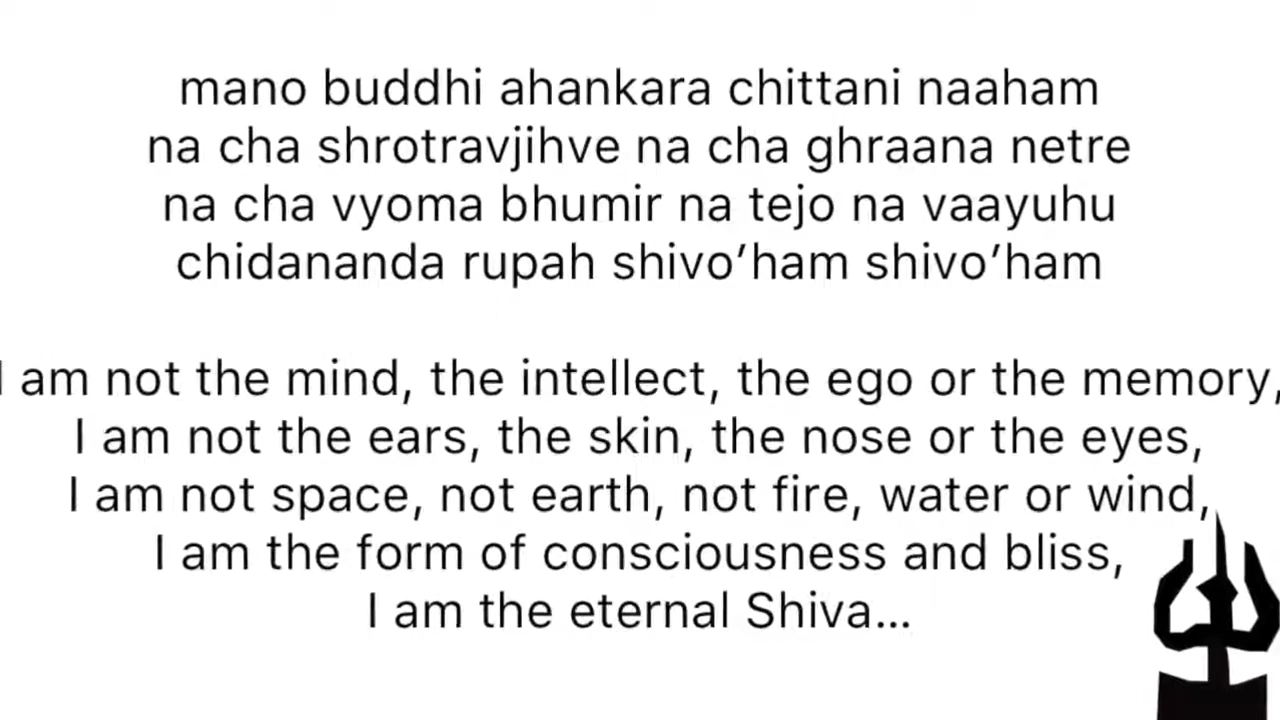 mano buddhi ahankara chittani naaham
na cha shrotravjihve na cha ghraana netre
na cha vyoma bhumir na tejo na vaayuhu
chidananda rupah shivo’ham shivo’ham
I am not the mind, the intellect, the ego or the memory,
I am not the ears, the skin, the nose or the eyes,
I am not space, not earth, not fire, water or wind,
I am the form of consciousness and bliss,
I am the eternal Shiva...